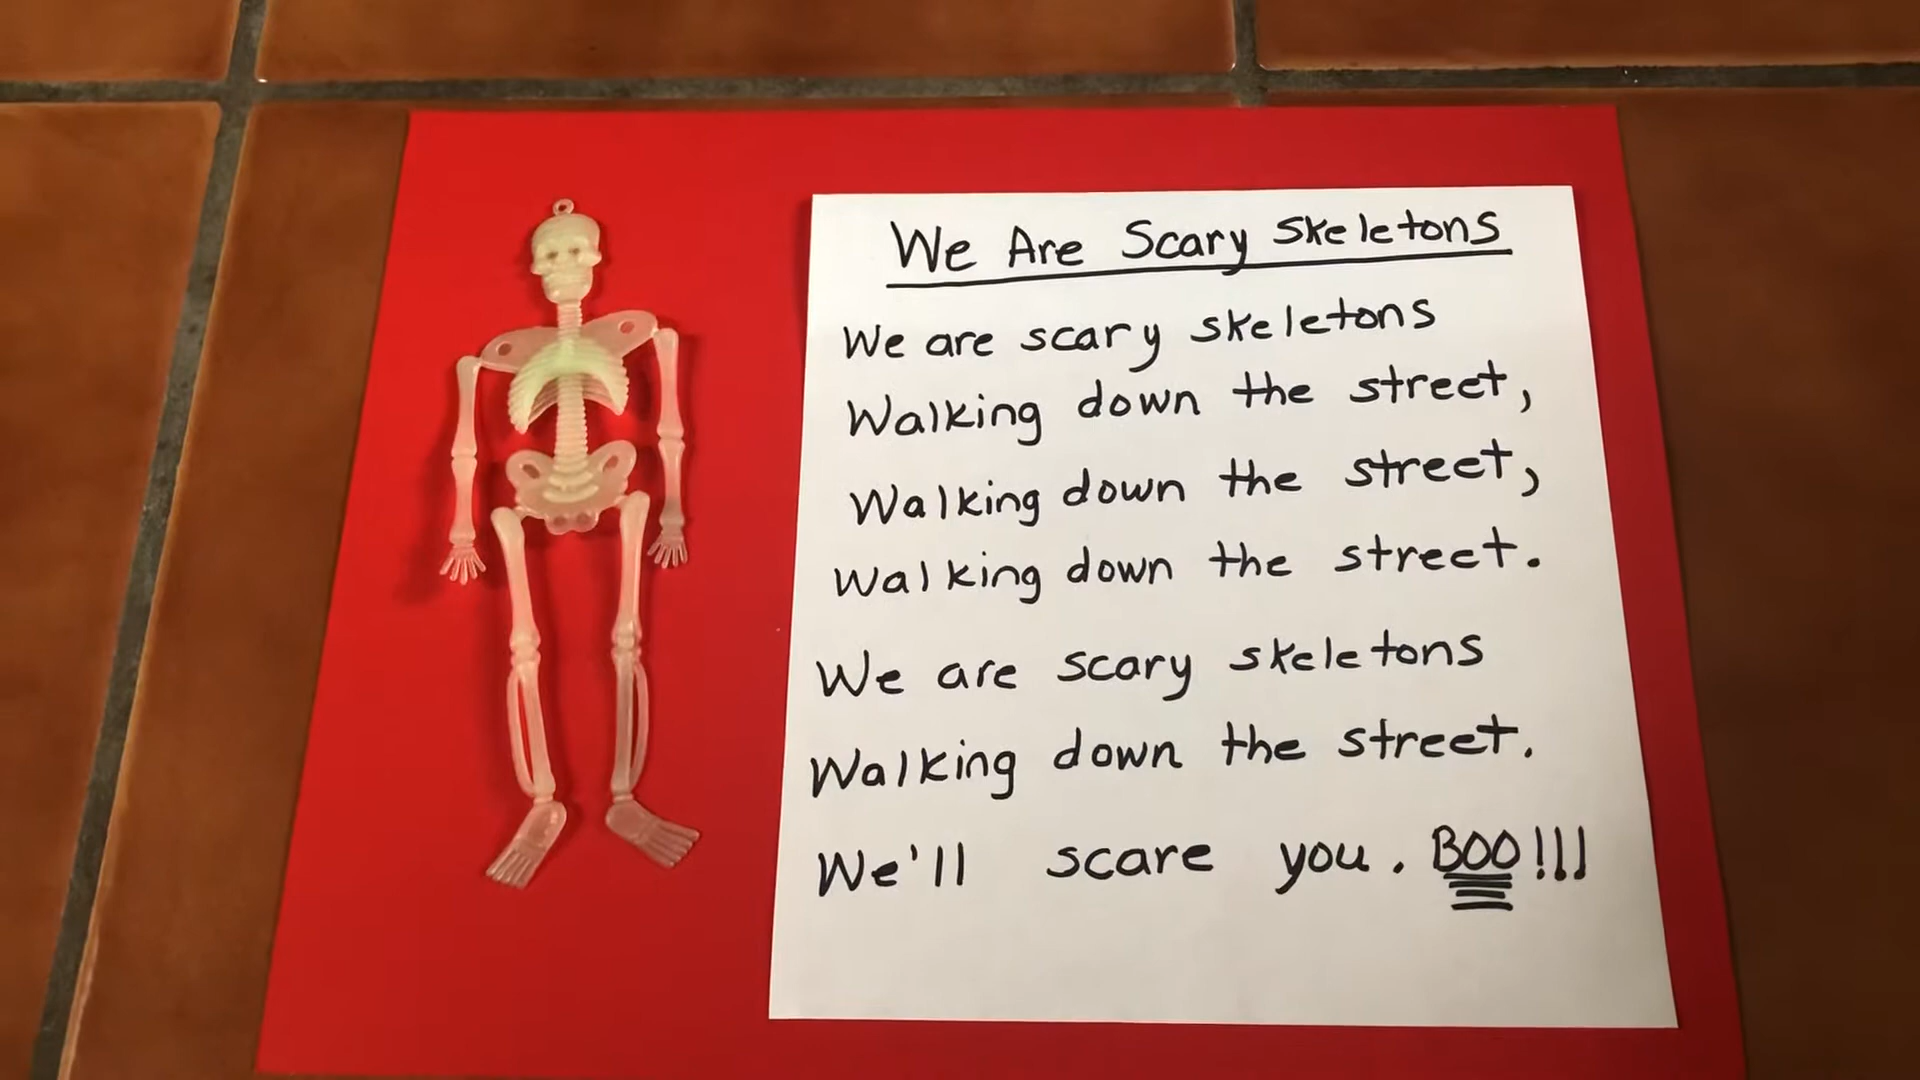 We Are Scary Skeletons
We are scary skeletons
Walking down the street,
Walking down the street,
Walking down the street.
We are scary skeletons
Walking down the street.
We'll scare you. BOO!!!